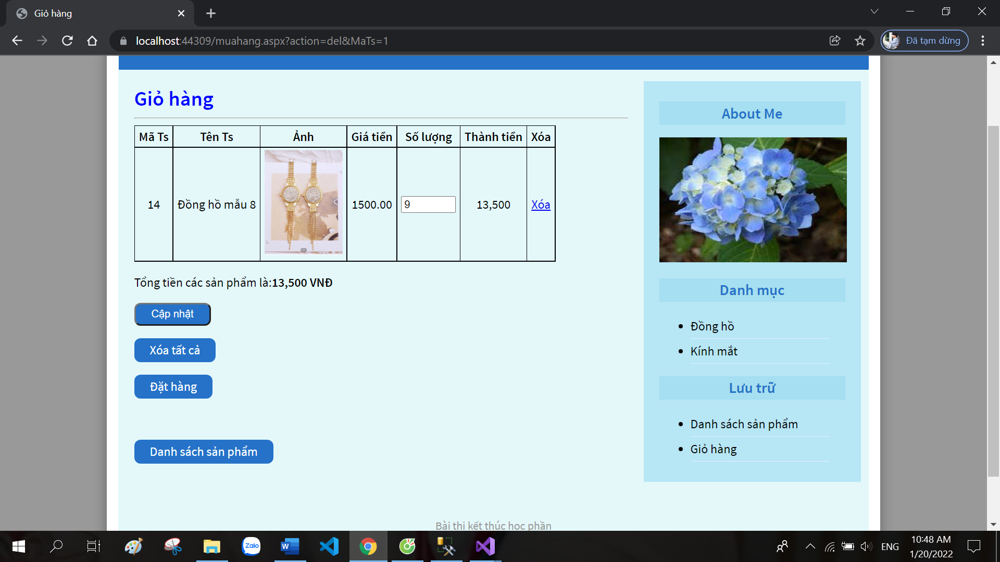 Giỏ hàng
localhost:44309/muahang.aspx?action=del&MaTs=1
Đã tạm dừng
Giỏ hàng
Mã Ts Tên Ts Ảnh Giá tiền Số lượng Thành tiền Xóa
14 Đồng hồ mẫu 8 1500.00 9 13,500 Xóa
Tổng tiền các sản phẩm là:13,500 VNĐ
Cập nhật
Xóa tất cả
Đặt hàng
Danh sách sản phẩm
About Me
Danh mục
Đồng hồ
Kính mắt
Lưu trữ
Danh sách sản phẩm
Giỏ hàng
Bài thi kết thúc học phần
Zalo
W
ENG
10:48 AM
1/20/2022